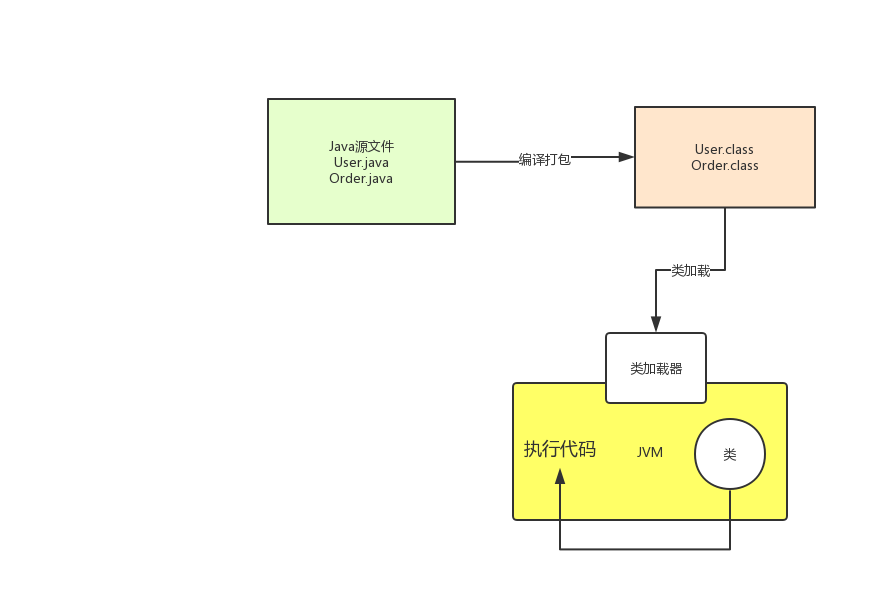 Java源文件
User.java
Order.java
编译打包
User.class
Order.class
类加载
类加载器
执行代码
JVM
类